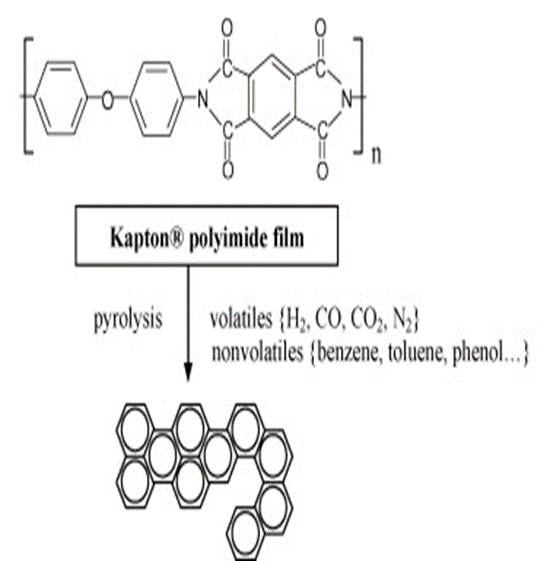 O O
C C
O N N
C C
O O
n
Kapton® polyimide film
pyrolysis volatiles {H₂, CO, CO₂, N₂}
nonvolatiles {benzene, toluene, phenol...}